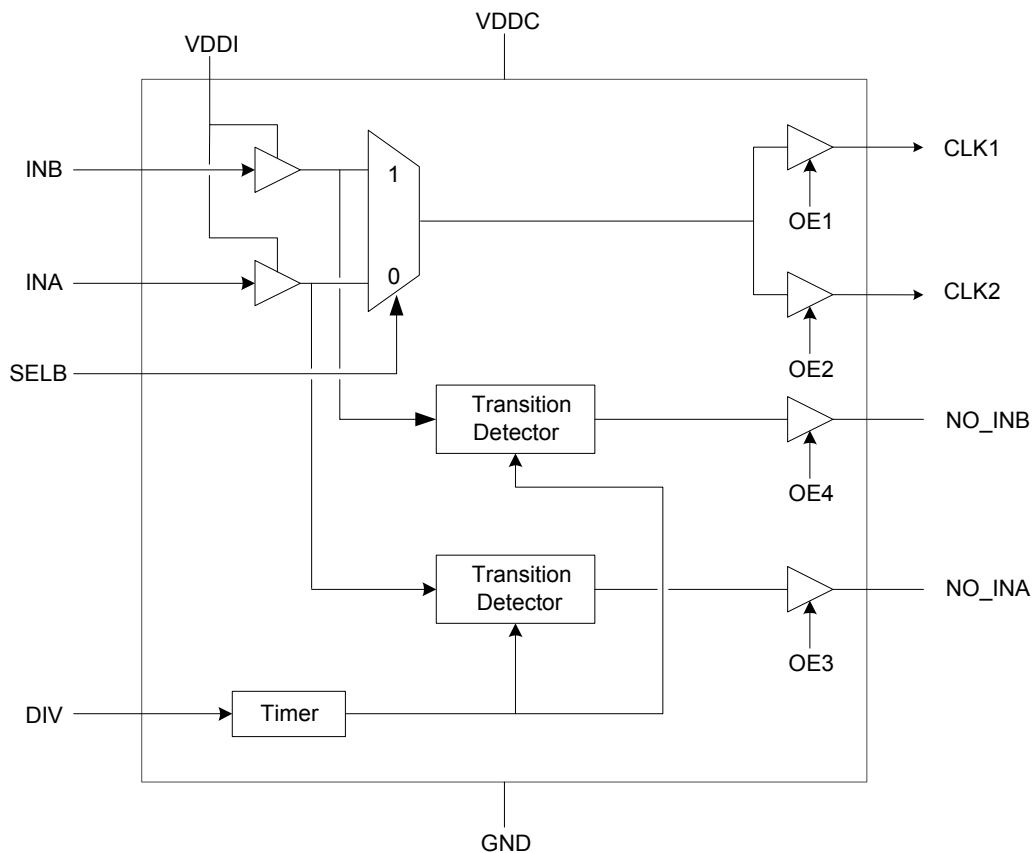 VDDC
VDDI
INB
1
CLK1
OE1
INA
0
CLK2
SELB
OE2
Transition
Detector
NO_INB
OE4
Transition
Detector
NO_INA
OE3
DIV
Timer
GND